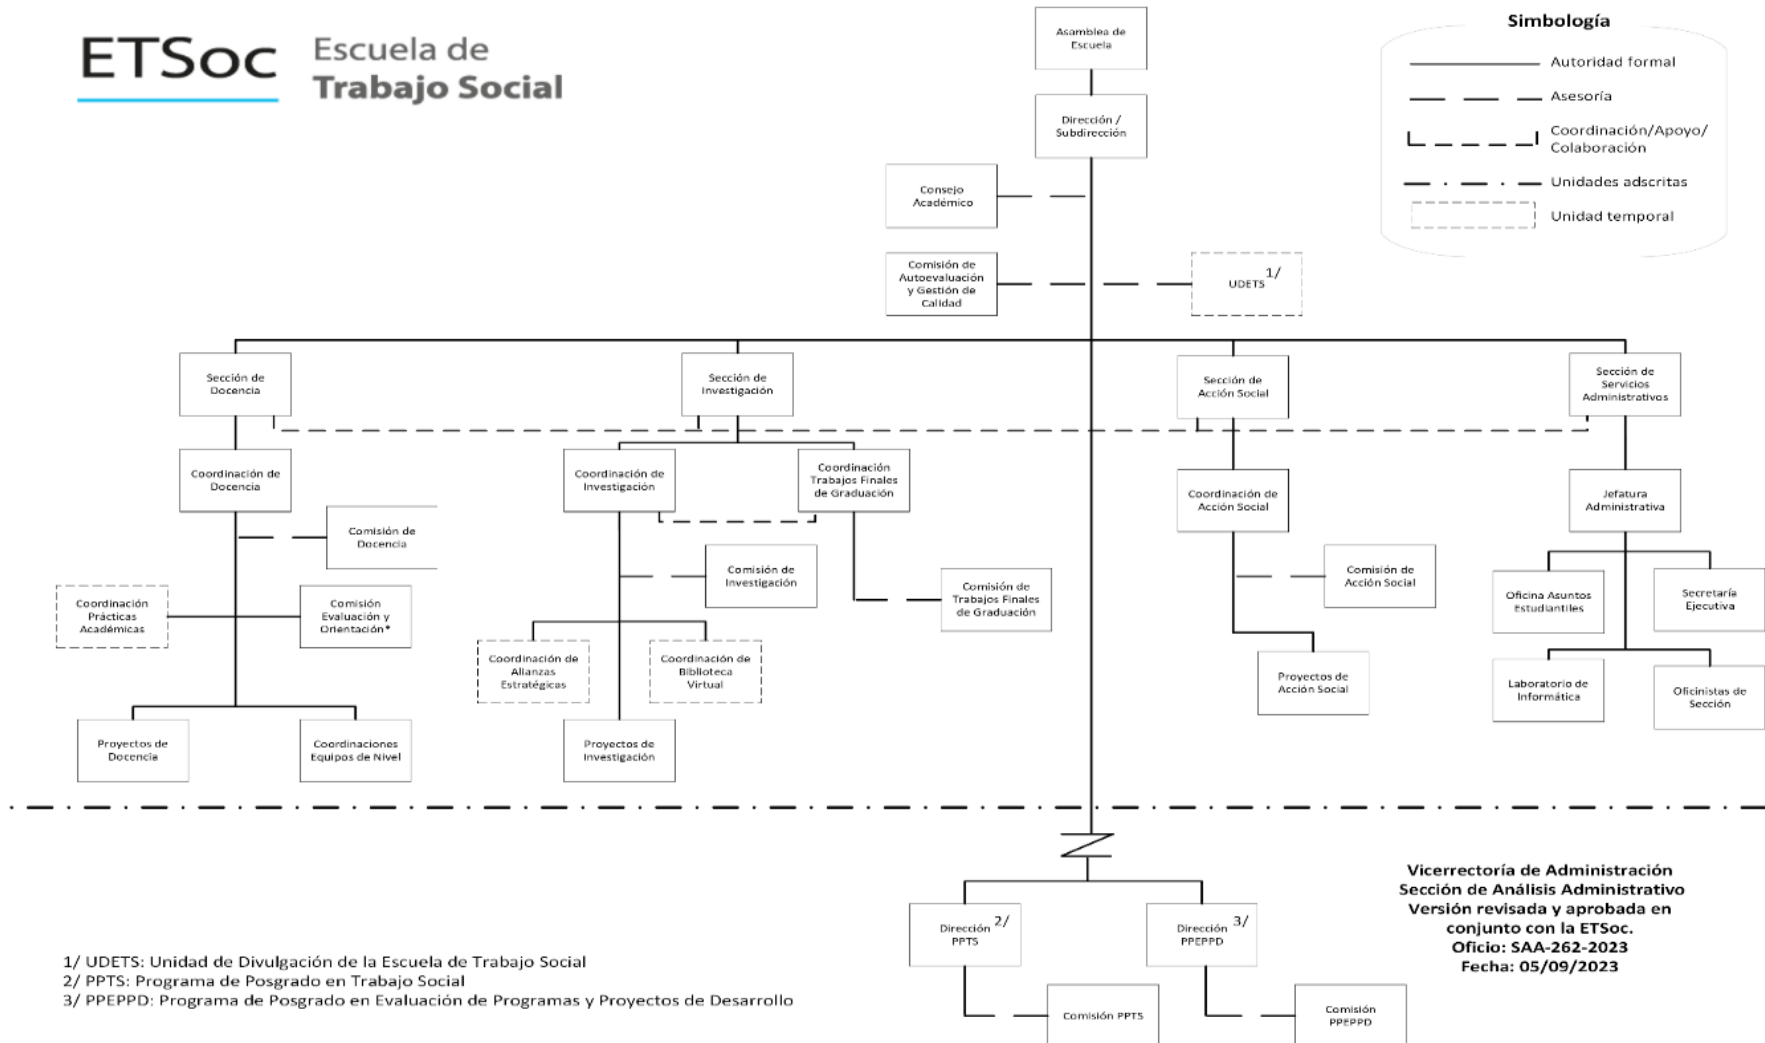 ETSoc
Escuela de
Trabajo Social
Asamblea de
Escuela
Simbología
Autoridad formal
Asesoría
Coordinación/Apoyo/
Colaboración
Unidades adscritas
Unidad temporal
Dirección /
Subdirección
Consejo
Académico
Comisión de
Autoevaluación
y Gestión de
Calidad
UDETS 1/
Sección de
Docencia
Sección de
Investigación
Sección de
Acción Social
Sección de
Servicios
Administrativos
Coordinación de
Docencia
Coordinación de
Investigación
Coordinación
Trabajos Finales
de Graduación
Coordinación de
Acción Social
Jefatura
Administrativa
Comisión de
Docencia
Comisión de
Investigación
Comisión de
Trabajos Finales
de Graduación
Comisión de
Acción Social
Oficina Asuntos
Estudiantiles
Secretaría
Ejecutiva
Coordinación
Prácticas
Académicas
Comisión
Evaluación y
Orientación*
Coordinación de
Alianzas
Estratégicas
Coordinación de
Biblioteca
Virtual
Proyectos de
Acción Social
Laboratorio de
Informática
Oficinistas de
Sección
Proyectos de
Docencia
Coordinaciones
Equipos de Nivel
Proyectos de
Investigación
Dirección 2/
PPTS
Dirección 3/
PPEPPD
Comisión PPTS
Comisión
PPEPPD
Vicerrectoría de Administración
Sección de Análisis Administrativo
Versión revisada y aprobada en
conjunto con la ETSoc.
Oficio: SAA-262-2023
Fecha: 05/09/2023
1/ UDETS: Unidad de Divulgación de la Escuela de Trabajo Social
2/ PPTS: Programa de Posgrado en Trabajo Social
3/ PPEPPD: Programa de Posgrado en Evaluación de Programas y Proyectos de Desarrollo